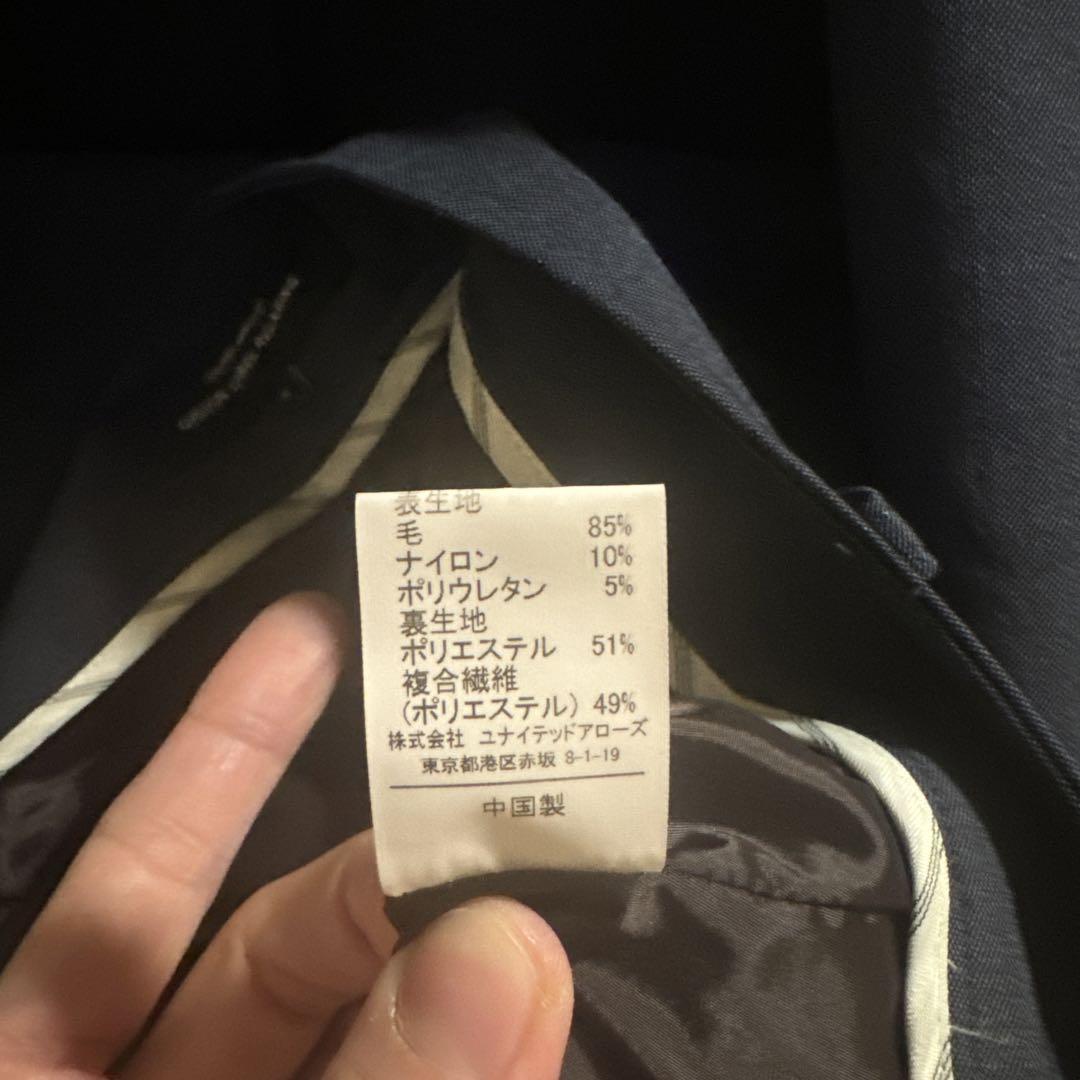 表生地
毛 85%
ナイロン 10%
ポリウレタン 5%
裏生地
ポリエステル 51%
複合繊維
(ポリエステル) 49%
株式会社 ユナイテッドアローズ
東京都港区赤坂 8-1-19
中国製